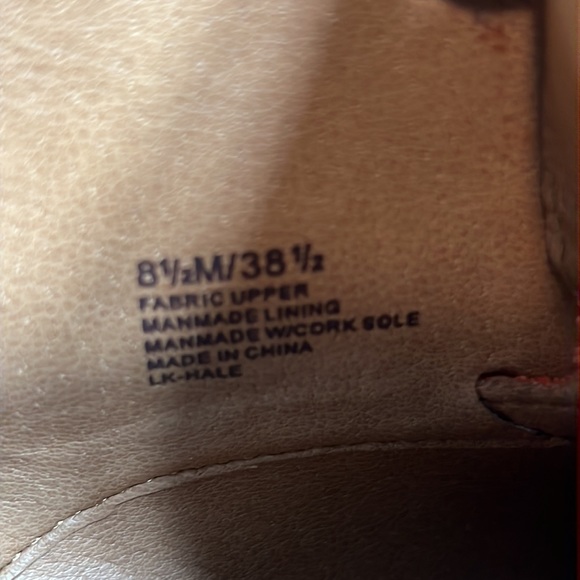 8½M/38½
FABRIC UPPER
MANMADE LINING
MANMADE W/CORK SOLE
MADE IN CHINA
LK-HALE